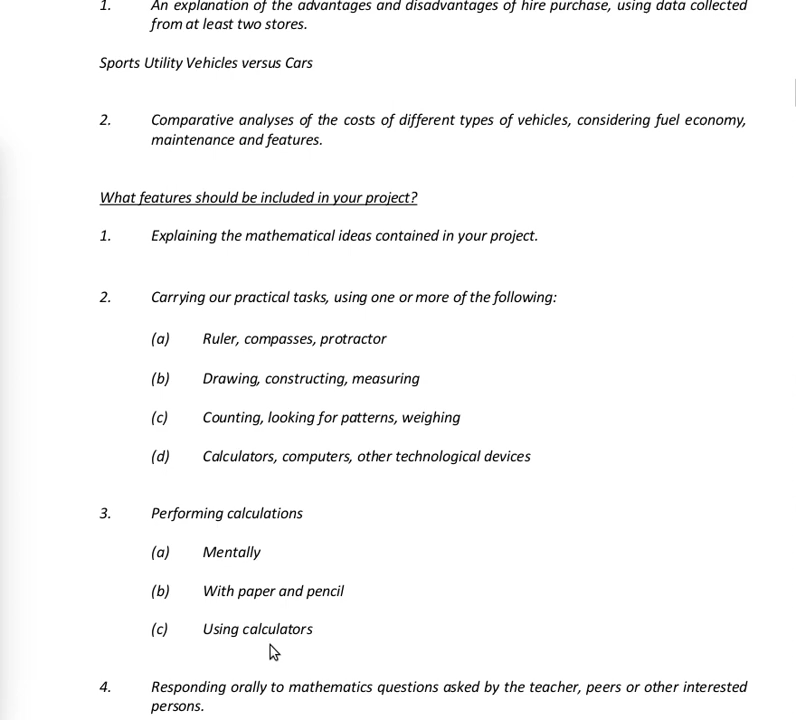 1. An explanation of the advantages and disadvantages of hire purchase, using data collected
from at least two stores.
Sports Utility Vehicles versus Cars
2. Comparative analyses of the costs of different types of vehicles, considering fuel economy,
maintenance and features.
What features should be included in your project?
1. Explaining the mathematical ideas contained in your project.
2. Carrying our practical tasks, using one or more of the following:
(a) Ruler, compasses, protractor
(b) Drawing, constructing, measuring
(c) Counting, looking for patterns, weighing
(d) Calculators, computers, other technological devices
3. Performing calculations
(a) Mentally
(b) With paper and pencil
(c) Using calculators
4. Responding orally to mathematics questions asked by the teacher, peers or other interested
persons.